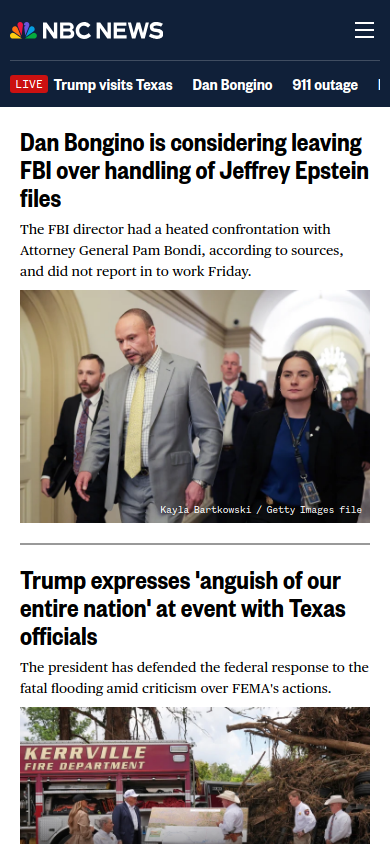 NBC NEWS
LIVE Trump visits Texas Dan Bongino 911 outage
Dan Bongino is considering leaving
FBI over handling of Jeffrey Epstein
files
The FBI director had a heated confrontation with
Attorney General Pam Bondi, according to sources,
and did not report in to work Friday.
Kayla Bartkowski / Getty Images file
Trump expresses 'anguish of our
entire nation' at event with Texas
officials
The president has defended the federal response to the
fatal flooding amid criticism over FEMA's actions.
KERRVILLE
FIRE DEPARTMENT